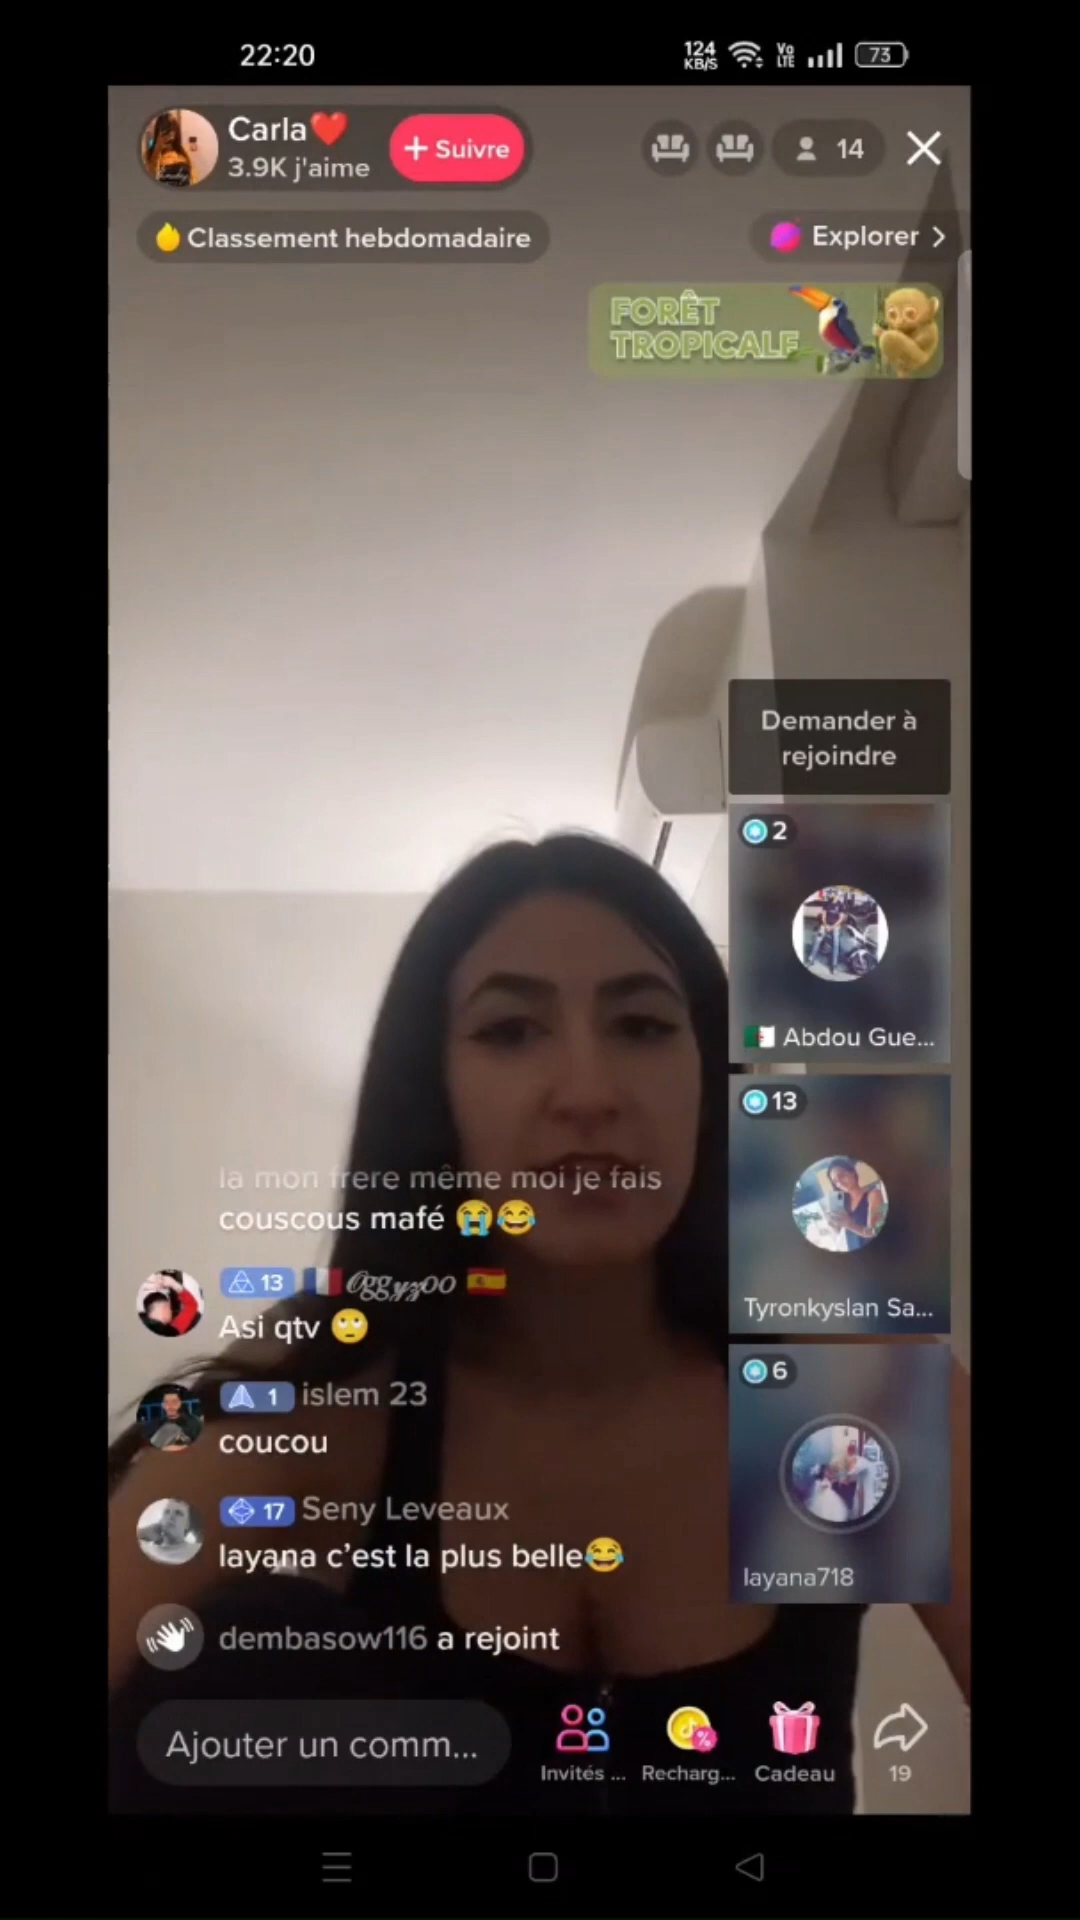 22:20
124 KB/S Vo LTE 73
Carla❤️
3.9K j'aime
+ Suivre
14
Classement hebdomadaire
Explorer >
FORÊT
TROPICALE
Demander à
rejoindre
2
🇩🇿 Abdou Gue...
13
Tyronkyslan Sa...
6
layana718
la mon frere même moi je fais
couscous mafé 😭😂
13 🇫🇷 𝒪ggyzoo 🇪🇸
Asi qtv 🙄
1 islem 23
coucou
17 Seny Leveaux
layana c’est la plus belle😂
dembasow116 a rejoint
Ajouter un comm...
Invités ...
Recharg...
Cadeau
19